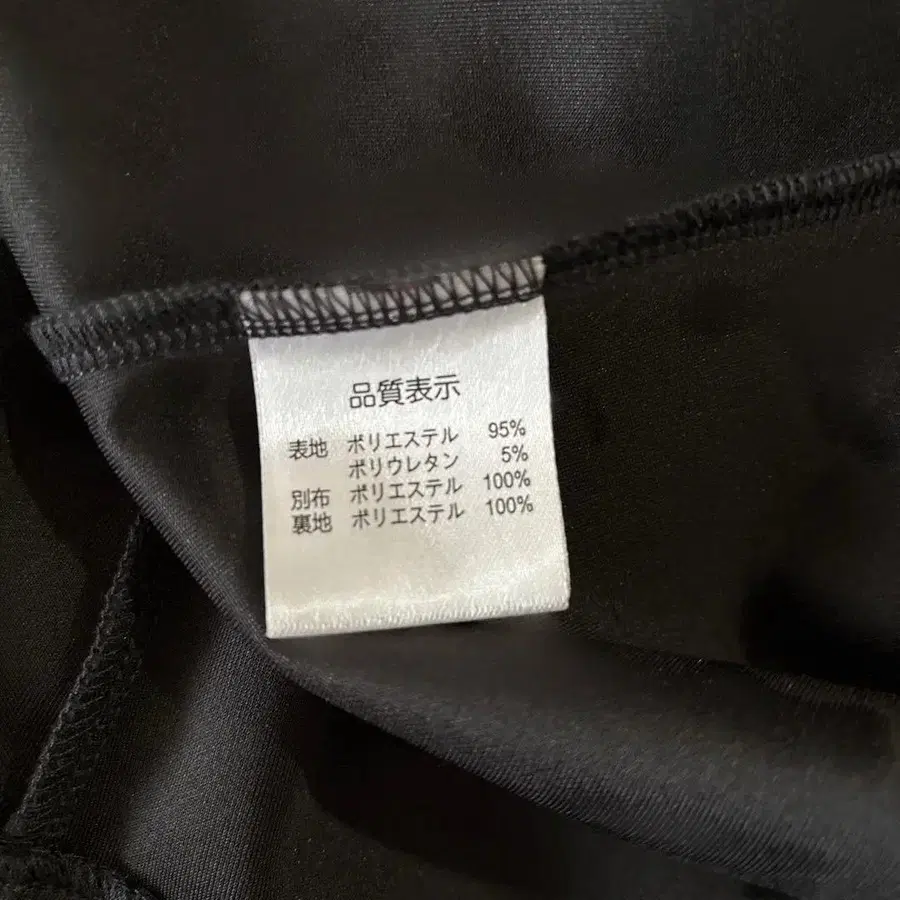 品質表示
表地 ポリエステル 95%
ポリウレタン 5%
別布 ポリエステル 100%
裏地 ポリエステル 100%